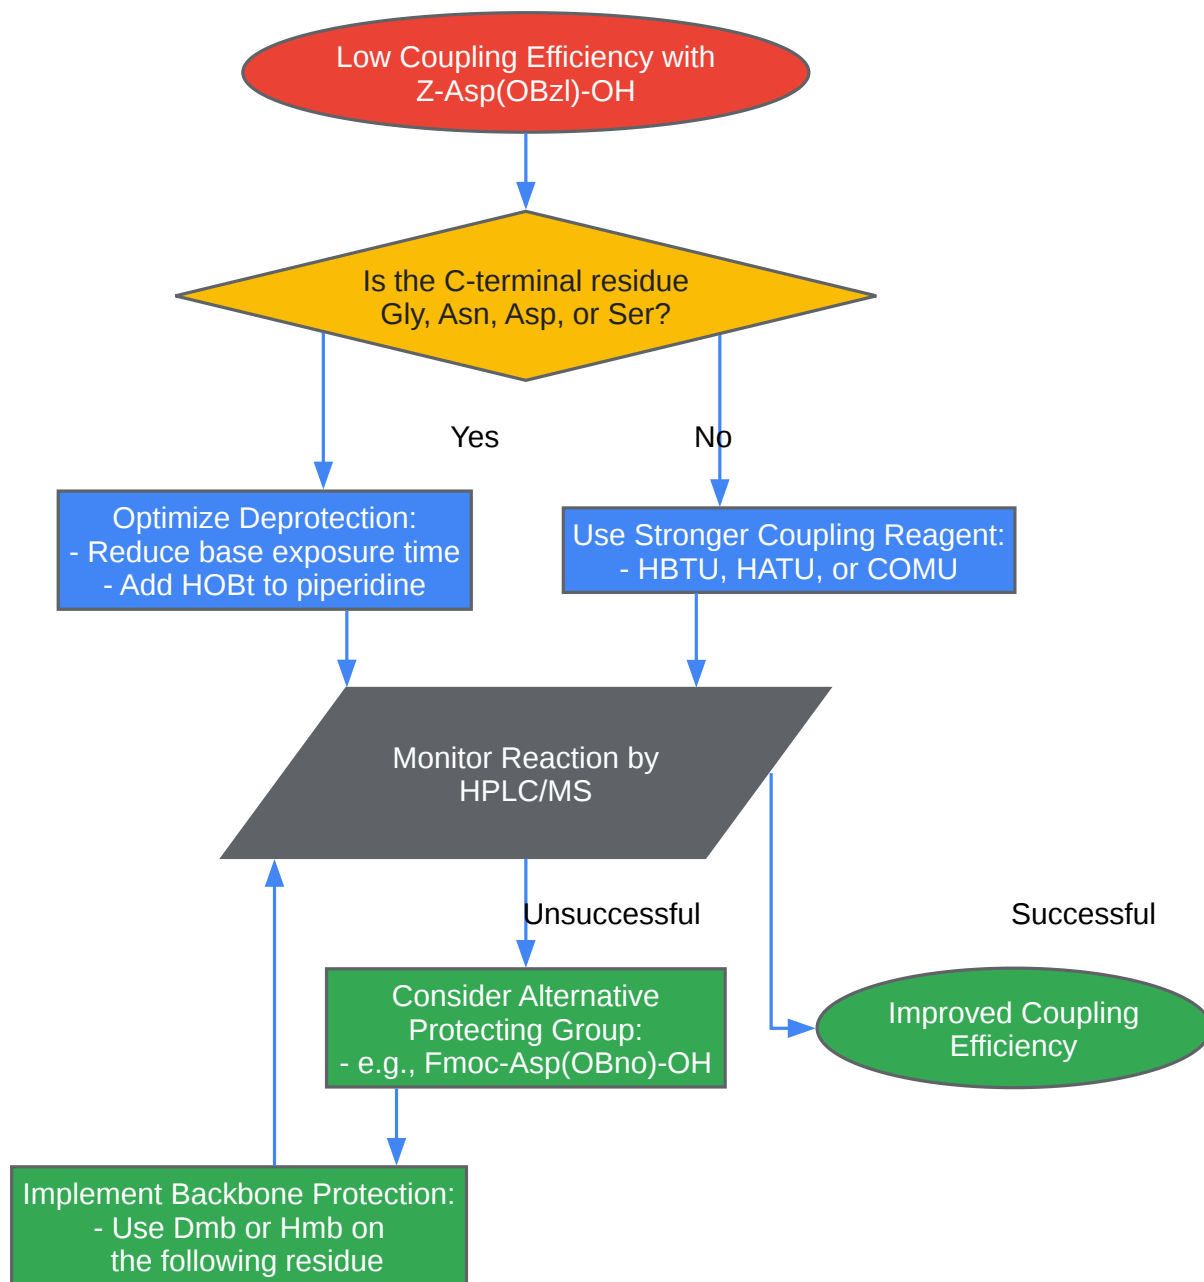 Low Coupling Efficiency with
Z-Asp(OBzl)-OH
Is the C-terminal residue
Gly, Asn, Asp, or Ser?
Yes
No
Optimize Deprotection:
- Reduce base exposure time
- Add HOBt to piperidine
Use Stronger Coupling Reagent:
- HBTU, HATU, or COMU
Monitor Reaction by
HPLC/MS
Unsuccessful
Successful
Consider Alternative
Protecting Group:
- e.g., Fmoc-Asp(OBno)-OH
Improved Coupling
Efficiency
Implement Backbone Protection:
- Use Dmb or Hmb on
the following residue